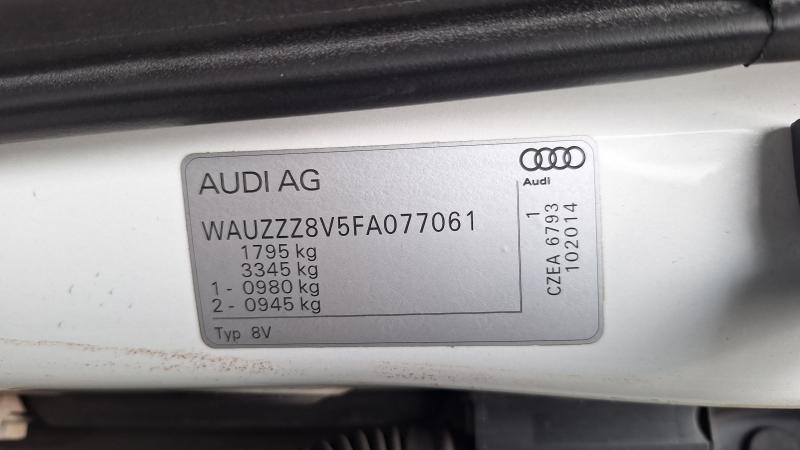 AUDI AG
Audi
WAUZZZ8V5FA077061
1795 kg
3345 kg
1 - 0980 kg
2 - 0945 kg
Typ 8V
1
CZEA 6793
102014